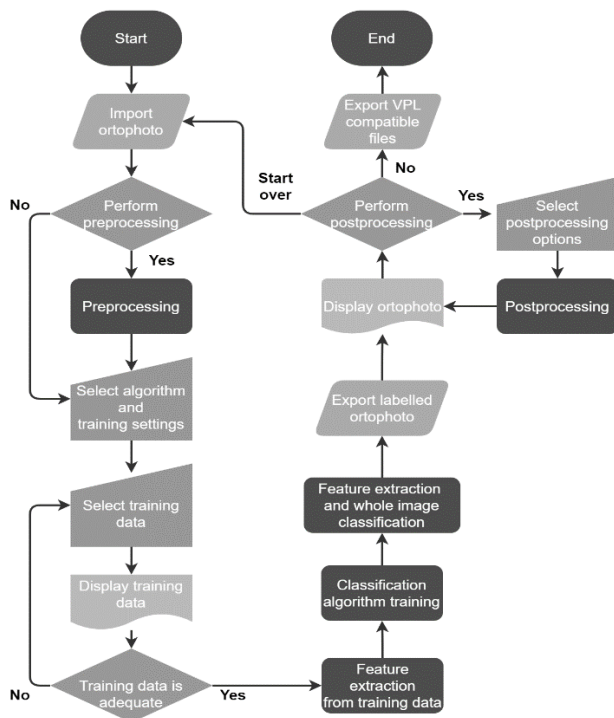 Start
Import
ortophoto
No
Perform
preprocessing
Yes
Preprocessing
Select algorithm
and
training settings
Select training
data
Display training
data
No
Training data is
adequate
Yes
Feature
extraction
from training data
Classification
algorithm training
Feature extraction
and whole image
classification
Export labelled
ortophoto
Display ortophoto
Perform
postprocessing
Start
over
Yes
Select
postprocessing
options
Postprocessing
No
Export VPL
compatible
files
End